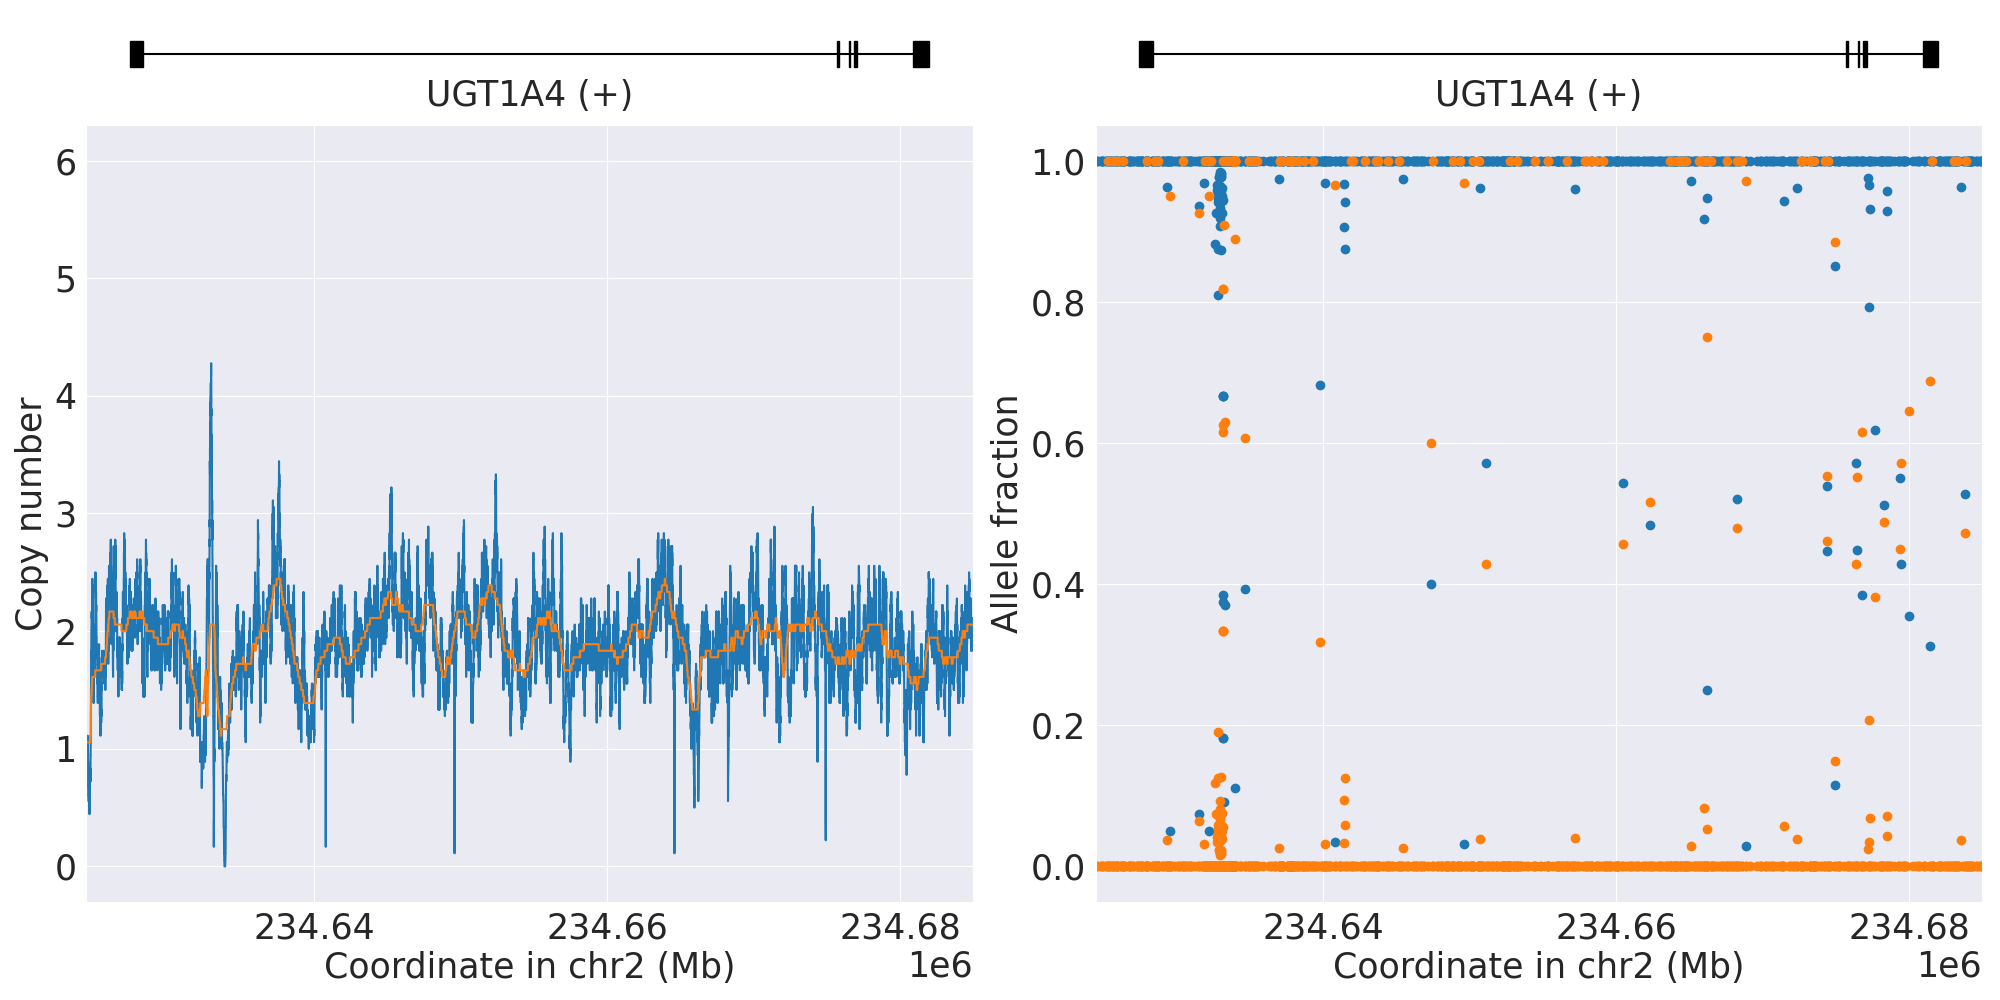 UGT1A4 (+)
6
5
4
3
2
1
0
Copy number
234.64 234.66 234.68
1e6
Coordinate in chr2 (Mb)
UGT1A4 (+)
1.0
0.8
0.6
0.4
0.2
0.0
Allele fraction
234.64 234.66 234.68
1e6
Coordinate in chr2 (Mb)